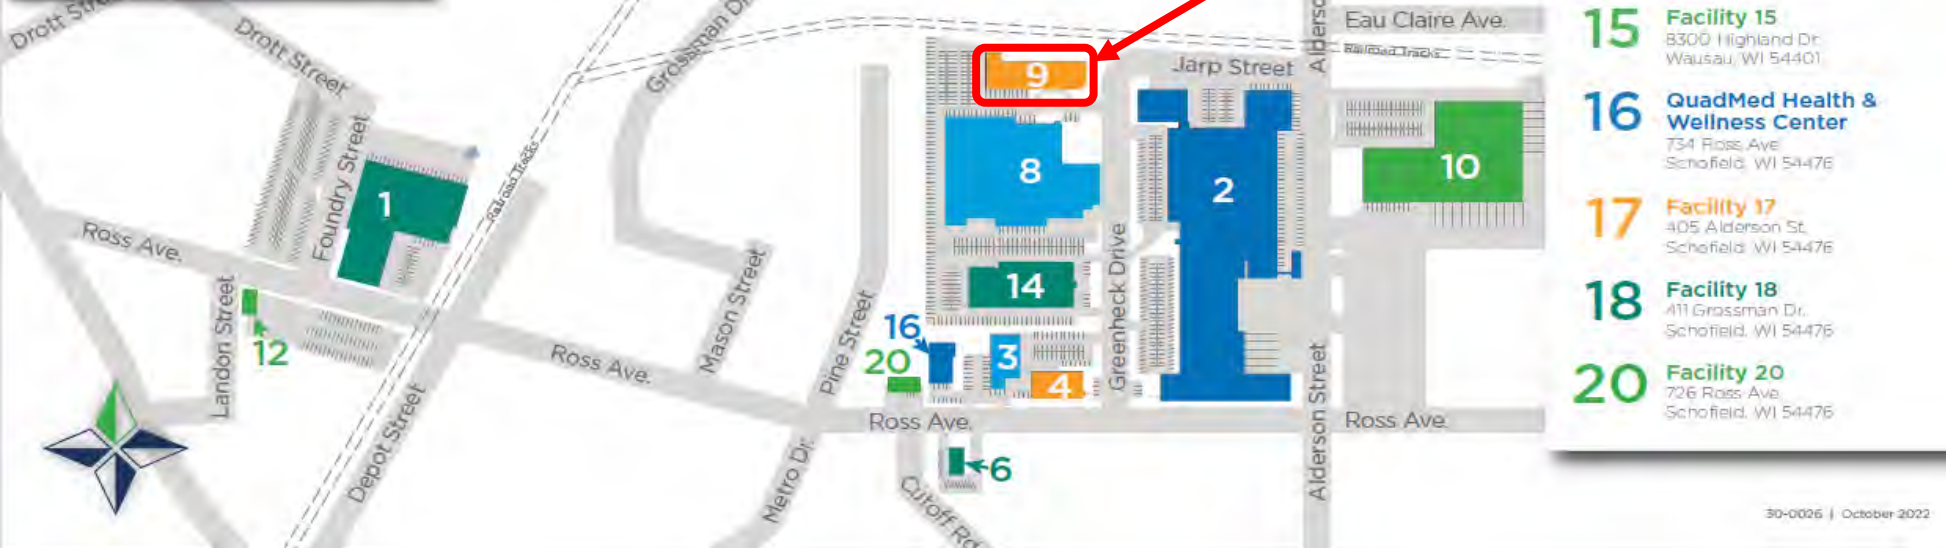 Drott Street
Drott Street
Grossman Dr.
Alderson
Eau Claire Ave.
Railroad Tracks
Jarp Street
9
Foundry Street
Railroad Tracks
1
8
2
10
Ross Ave.
Landon Street
12
14
Greenheck Drive
Mason Street
Pine Street
16
20
3
4
Ross Ave.
Depot Street
Ross Ave.
Alderson Street
Ross Ave.
Metro Dr.
6
Cutoff Rd.
15
Facility 15
8300 Highland Dr.
Wausau, WI 54401
16
QuadMed Health &
Wellness Center
734 Ross Ave
Schofield, WI 54476
17
Facility 17
405 Alderson St.
Schofield, WI 54476
18
Facility 18
411 Grossman Dr.
Schofield, WI 54476
20
Facility 20
726 Ross Ave
Schofield, WI 54476
30-0026 | October 2022